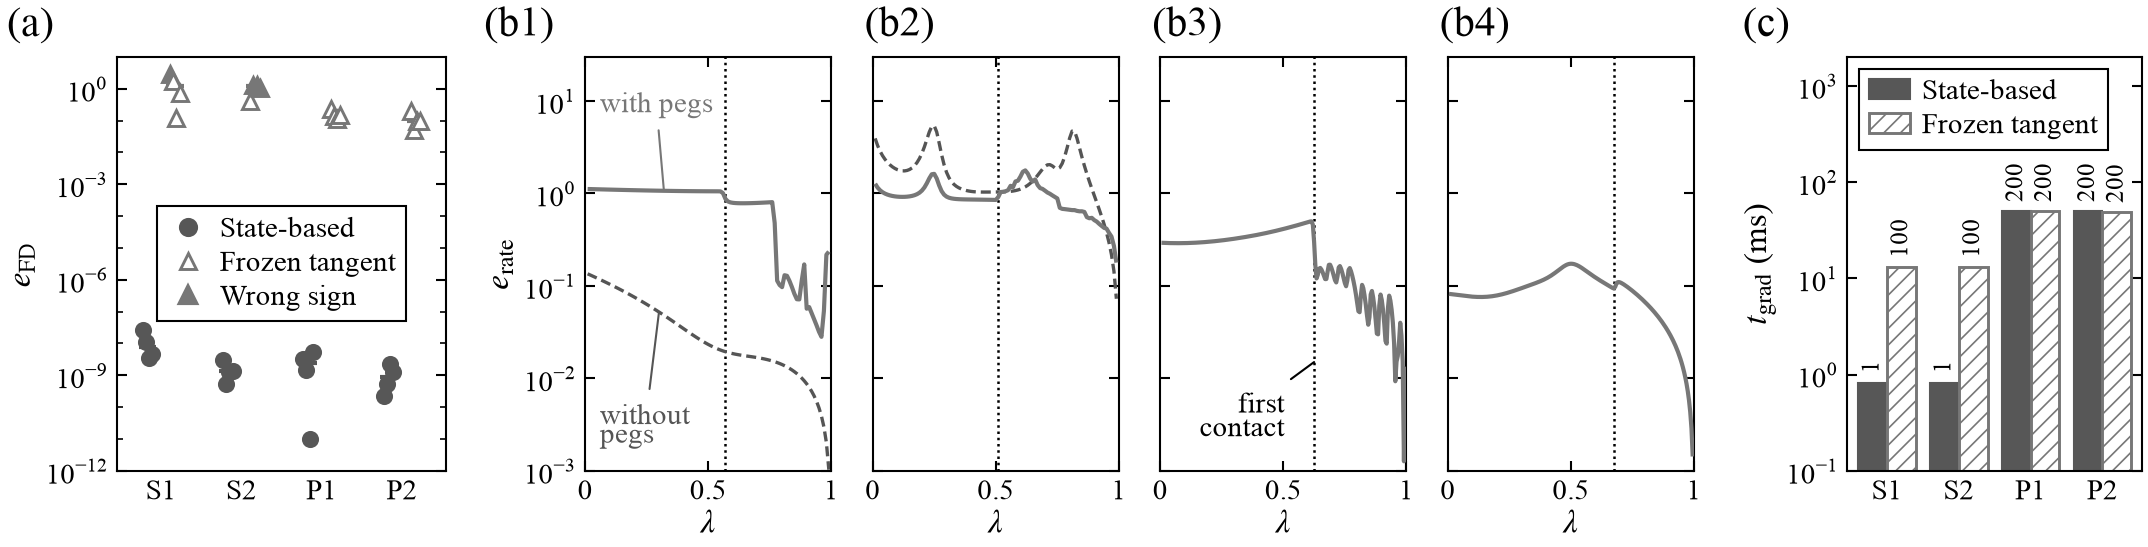 (a)
e_FD
10^0
10^−3
10^−6
10^−9
10^−12
State-based
Frozen tangent
Wrong sign
S1 S2 P1 P2
(b1)
e_rate
10^1
10^0
10^−1
10^−2
10^−3
with pegs
without
pegs
0 0.5 1
λ
(b2)
0 0.5 1
λ
(b3)
first
contact
0 0.5 1
λ
(b4)
0 0.5 1
λ
(c)
t_grad (ms)
10^3
10^2
10^1
10^0
10^−1
State-based
Frozen tangent
1 100 1 100 200 200 200 200
S1 S2 P1 P2